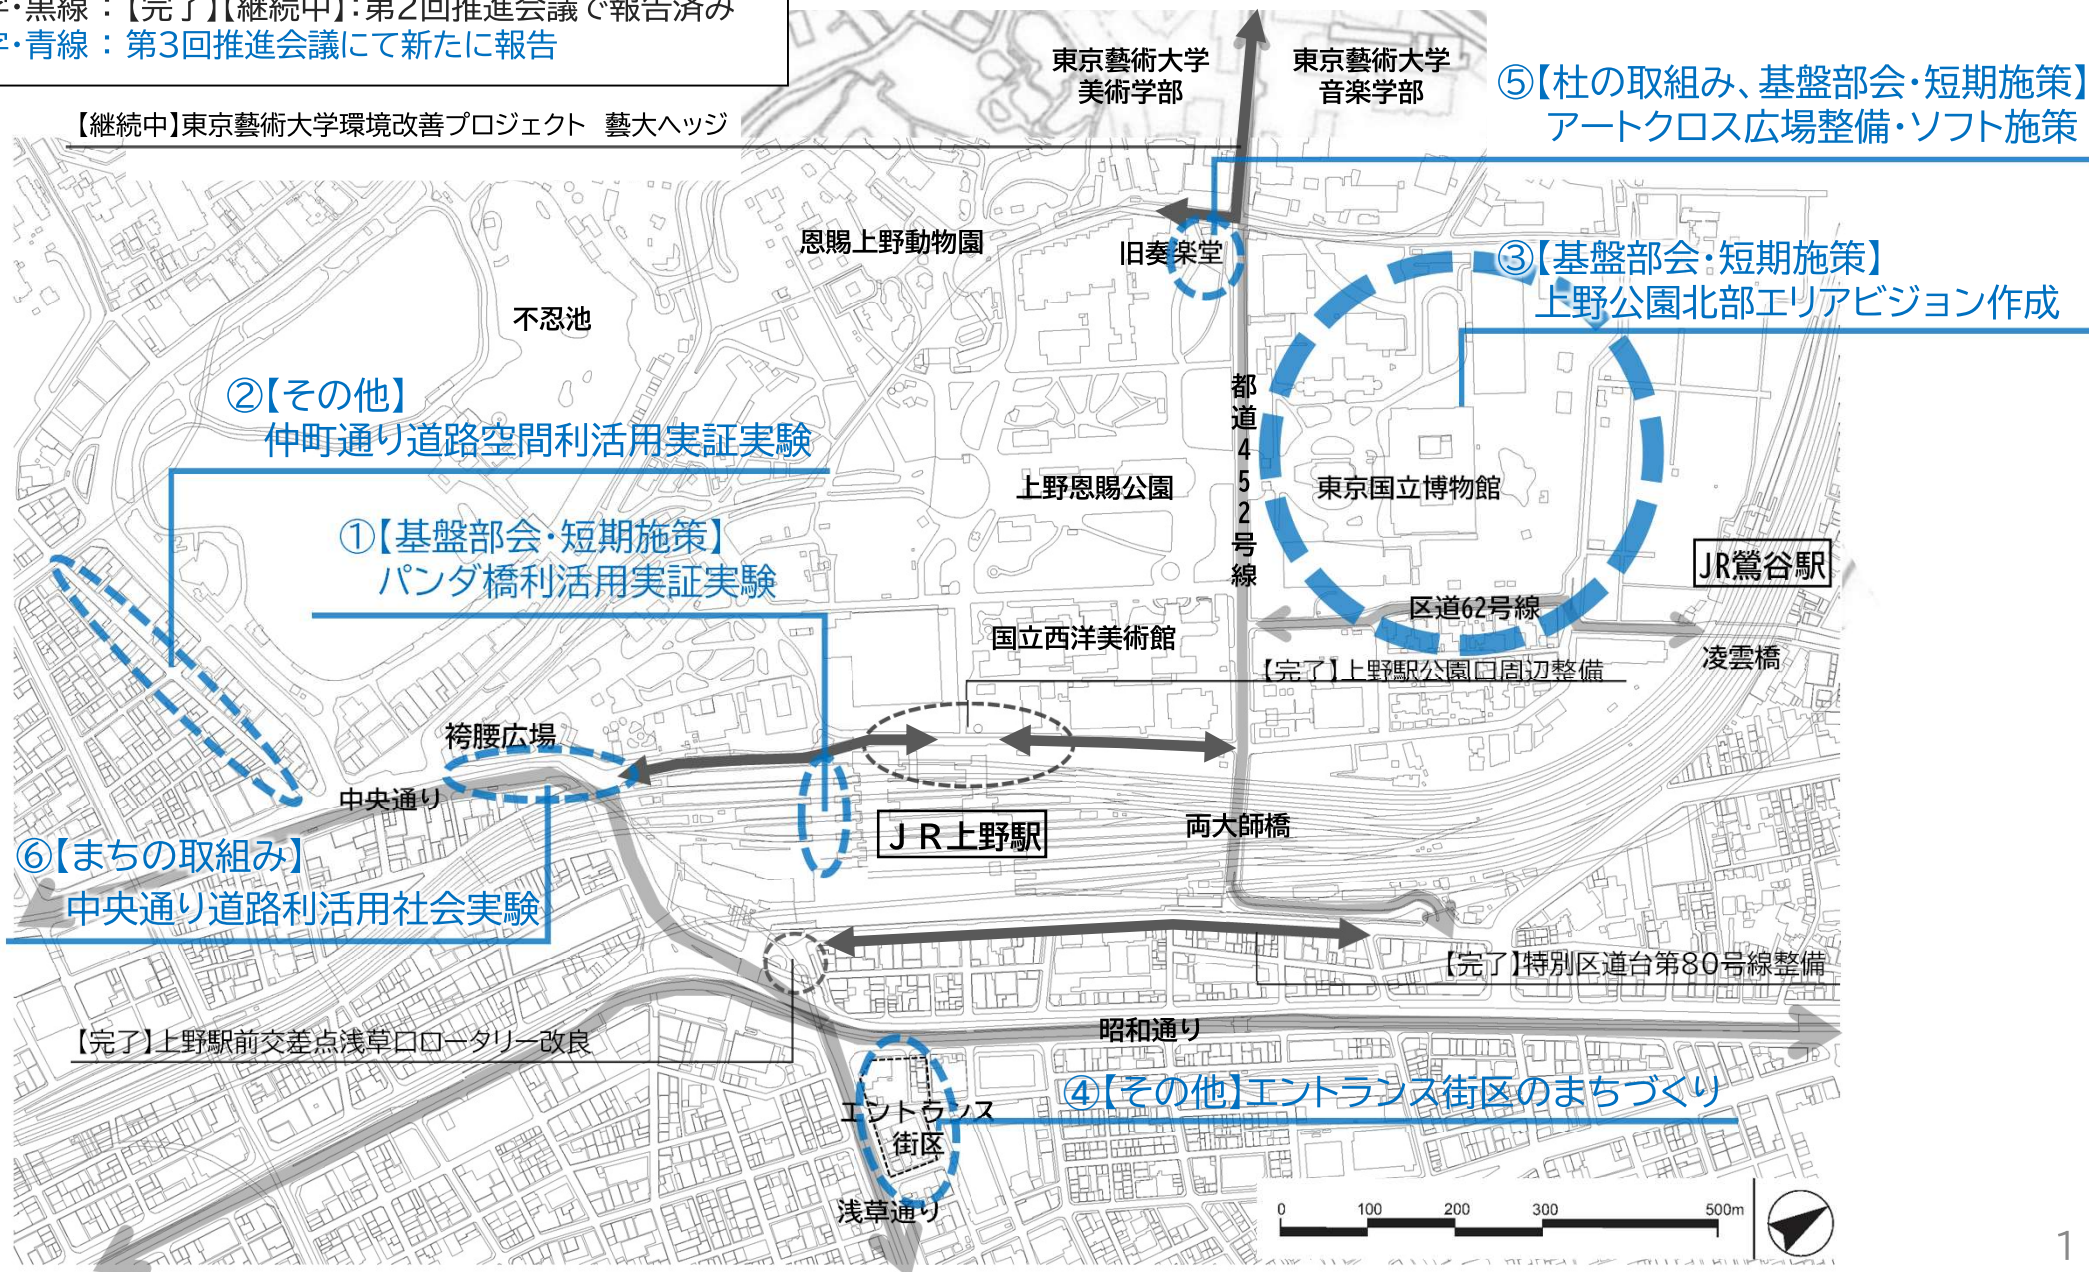 ・黒線：【完了】【継続中】：第2回推進会議で報告済み
・青線：第3回推進会議にて新たに報告
東京藝術大学
美術学部
東京藝術大学
音楽学部
⑤【杜の取組み、基盤部会・短期施策】
アートクロス広場整備・ソフト施策
【継続中】東京藝術大学環境改善プロジェクト 藝大ヘッジ
恩賜上野動物園
旧奏楽堂
③【基盤部会・短期施策】
上野公園北部エリアビジョン作成
不忍池
②【その他】
仲町通り道路空間利活用実証実験
都道452号線
上野恩賜公園
東京国立博物館
①【基盤部会・短期施策】
パンダ橋利活用実証実験
JR鶯谷駅
区道62号線
国立西洋美術館
凌雲橋
【完了】上野駅公園口周辺整備
袴腰広場
中央通り
JR上野駅
両大師橋
⑥【まちの取組み】
中央通り道路利活用社会実験
【完了】特別区道台第80号線整備
【完了】上野駅前交差点浅草口ロータリー改良
昭和通り
④【その他】エントランス街区のまちづくり
エントランス
街区
浅草通り
0 100 200 300 500m
1